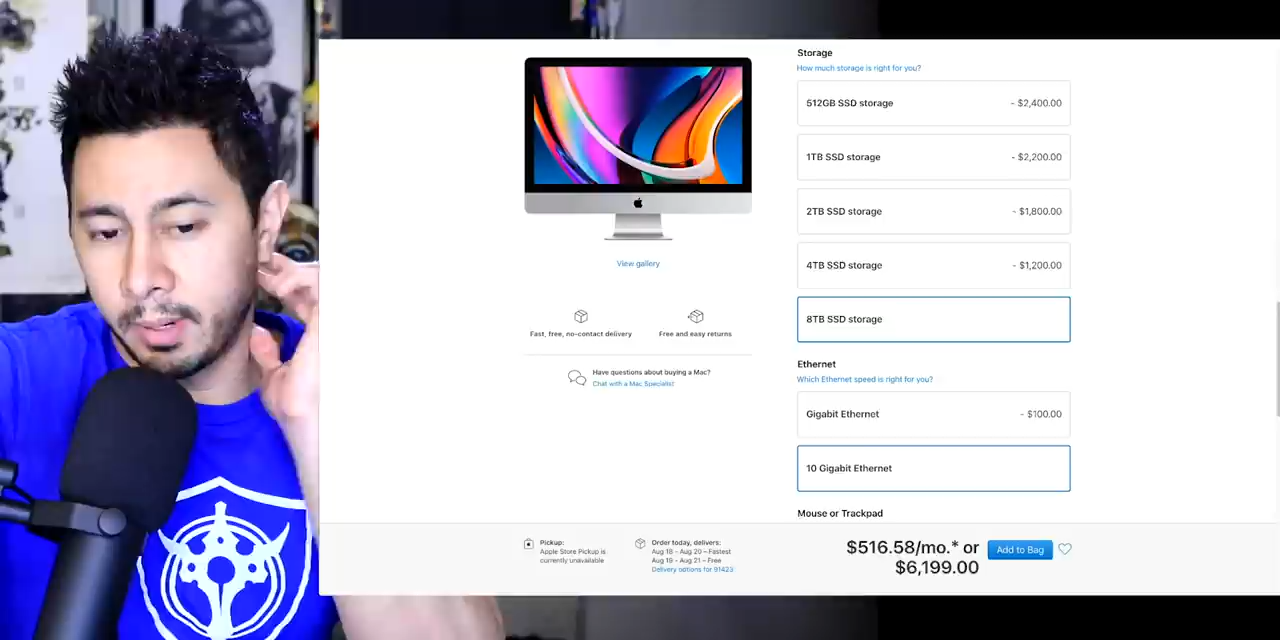 Storage
How much storage is right for you?
512GB SSD storage - $2,400.00
1TB SSD storage - $2,200.00
2TB SSD storage - $1,800.00
4TB SSD storage - $1,200.00
8TB SSD storage
View gallery
Fast, free, no-contact delivery
Free and easy returns
Have questions about buying a Mac?
Chat with a Mac Specialist
Ethernet
Which Ethernet speed is right for you?
Gigabit Ethernet - $100.00
10 Gigabit Ethernet
Mouse or Trackpad
Pickup:
Apple Store Pickup is
currently unavailable
Order today, delivers:
Aug 18 - Aug 20 – Fastest
Aug 19 - Aug 21 – Free
Delivery options for 91423
$516.58/mo.* or
$6,199.00
Add to Bag